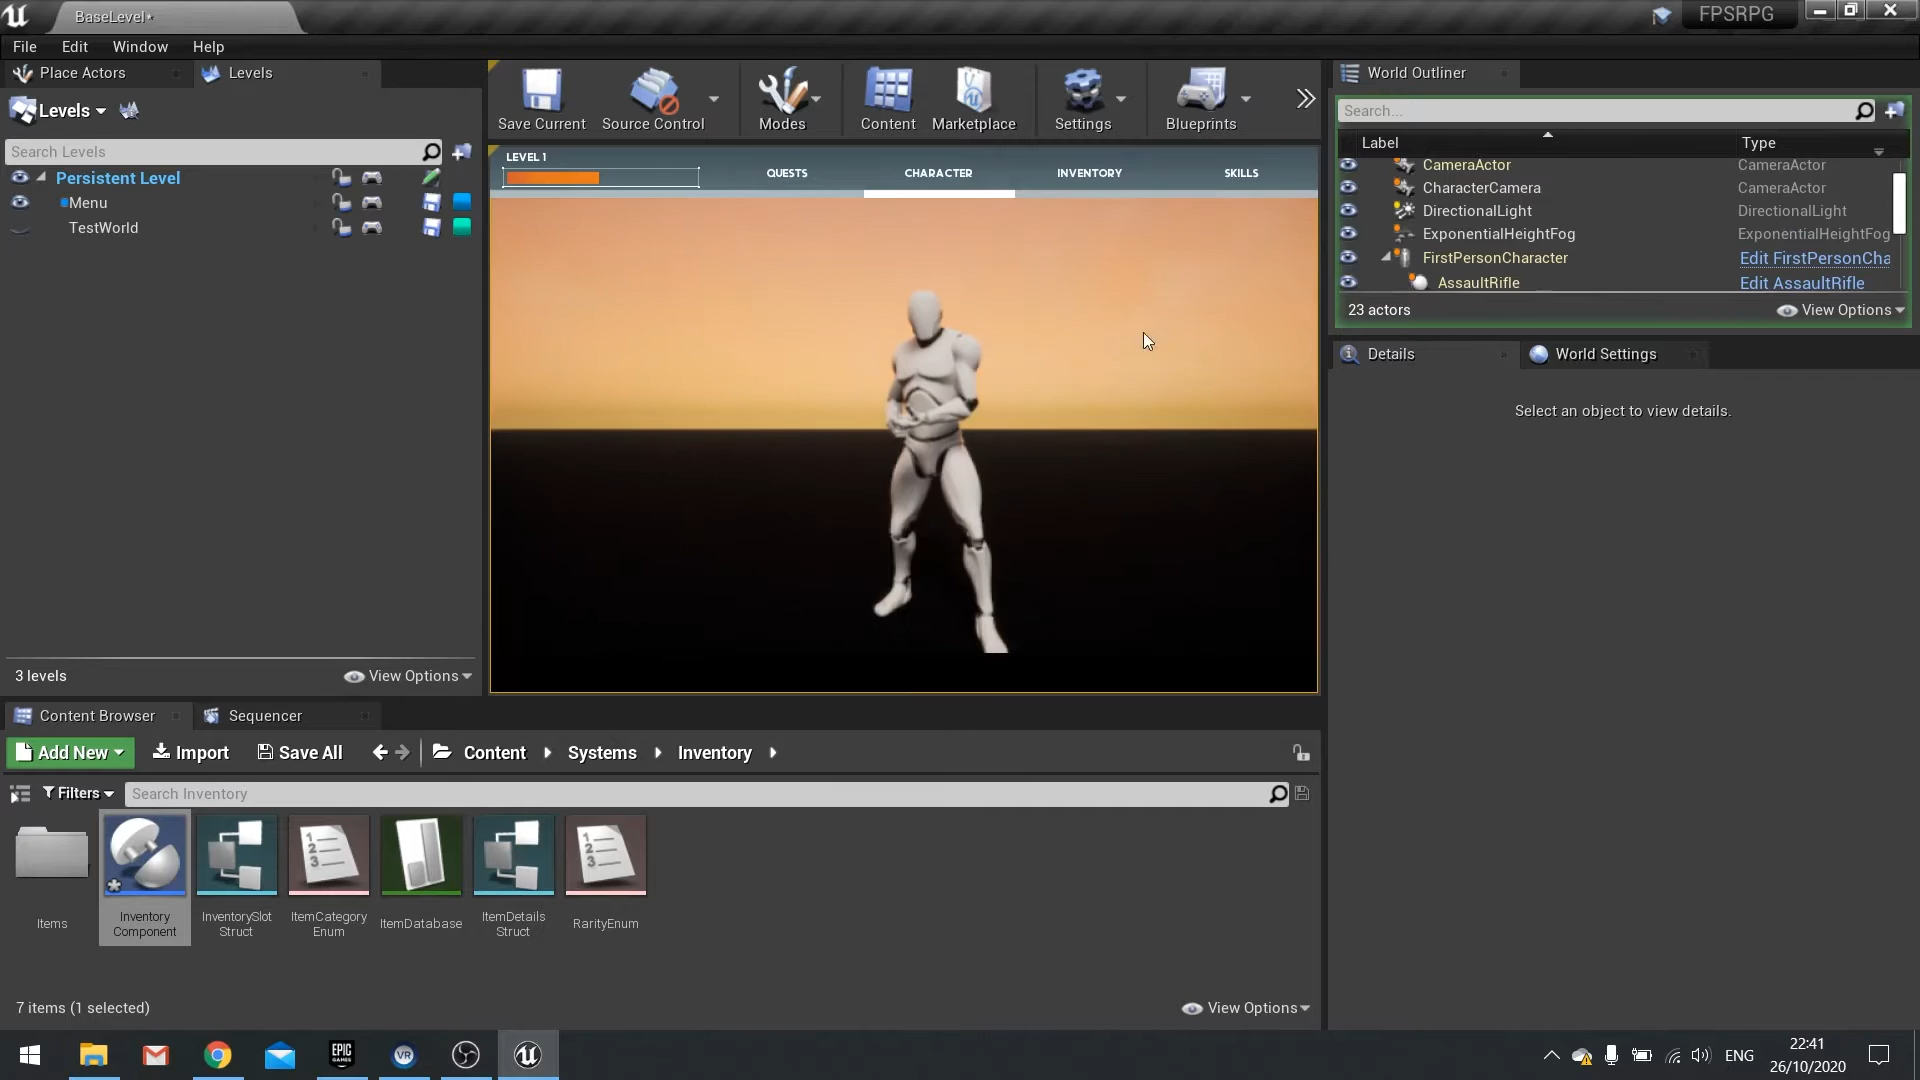 BaseLevel*
FPSRPG
File Edit Window Help
Place Actors Levels
Levels
Search Levels
Persistent Level
Menu
TestWorld
3 levels View Options
Save Current Source Control Modes Content Marketplace Settings Blueprints
LEVEL 1
QUESTS CHARACTER INVENTORY SKILLS
World Outliner
Search...
Label Type
CameraActor CameraActor
CharacterCamera CameraActor
DirectionalLight DirectionalLight
ExponentialHeightFog ExponentialHeightFog
FirstPersonCharacter Edit FirstPersonCha
AssaultRifle Edit AssaultRifle
23 actors View Options
Details World Settings
Select an object to view details.
Content Browser Sequencer
Add New Import Save All Content Systems Inventory
Filters Search Inventory
Items
Inventory
Component
InventorySlot
Struct
ItemCategory
Enum
ItemDatabase
ItemDetails
Struct
RarityEnum
7 items (1 selected) View Options
EPIC
GAMES
VR
ENG
22:41
26/10/2020